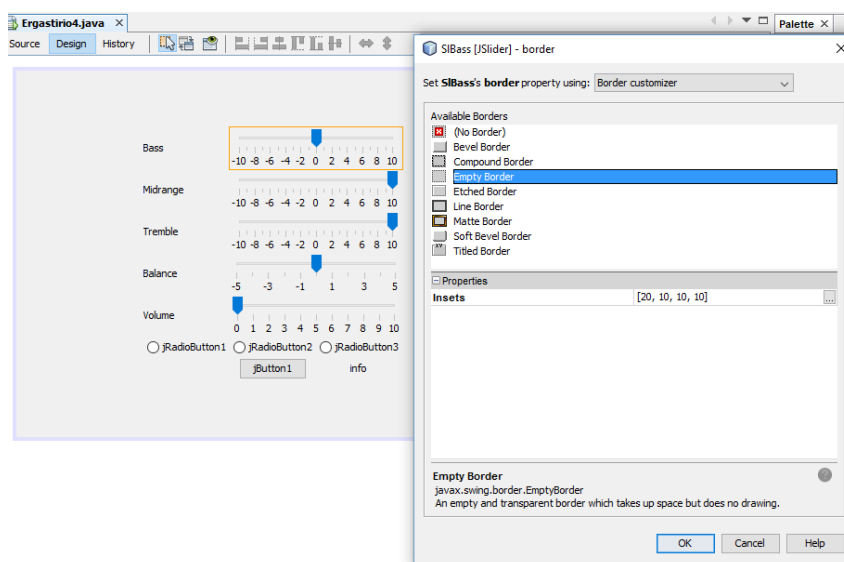 Ergastirio4.java ×
Palette ×
Source Design History
SlBass [JSlider] - border
Set SlBass's border property using: Border customizer
Available Borders
(No Border)
Bevel Border
Compound Border
Empty Border
Etched Border
Line Border
Matte Border
Soft Bevel Border
Titled Border
Properties
Insets [20, 10, 10, 10] ...
Empty Border
javax.swing.border.EmptyBorder
An empty and transparent border which takes up space but does no drawing.
OK Cancel Help
Bass
-10 -8 -6 -4 -2 0 2 4 6 8 10
Midrange
-10 -8 -6 -4 -2 0 2 4 6 8 10
Tremble
-10 -8 -6 -4 -2 0 2 4 6 8 10
Balance
-5 -3 -1 1 3 5
Volume
0 1 2 3 4 5 6 7 8 9 10
jRadioButton1 jRadioButton2 jRadioButton3
jButton1 info